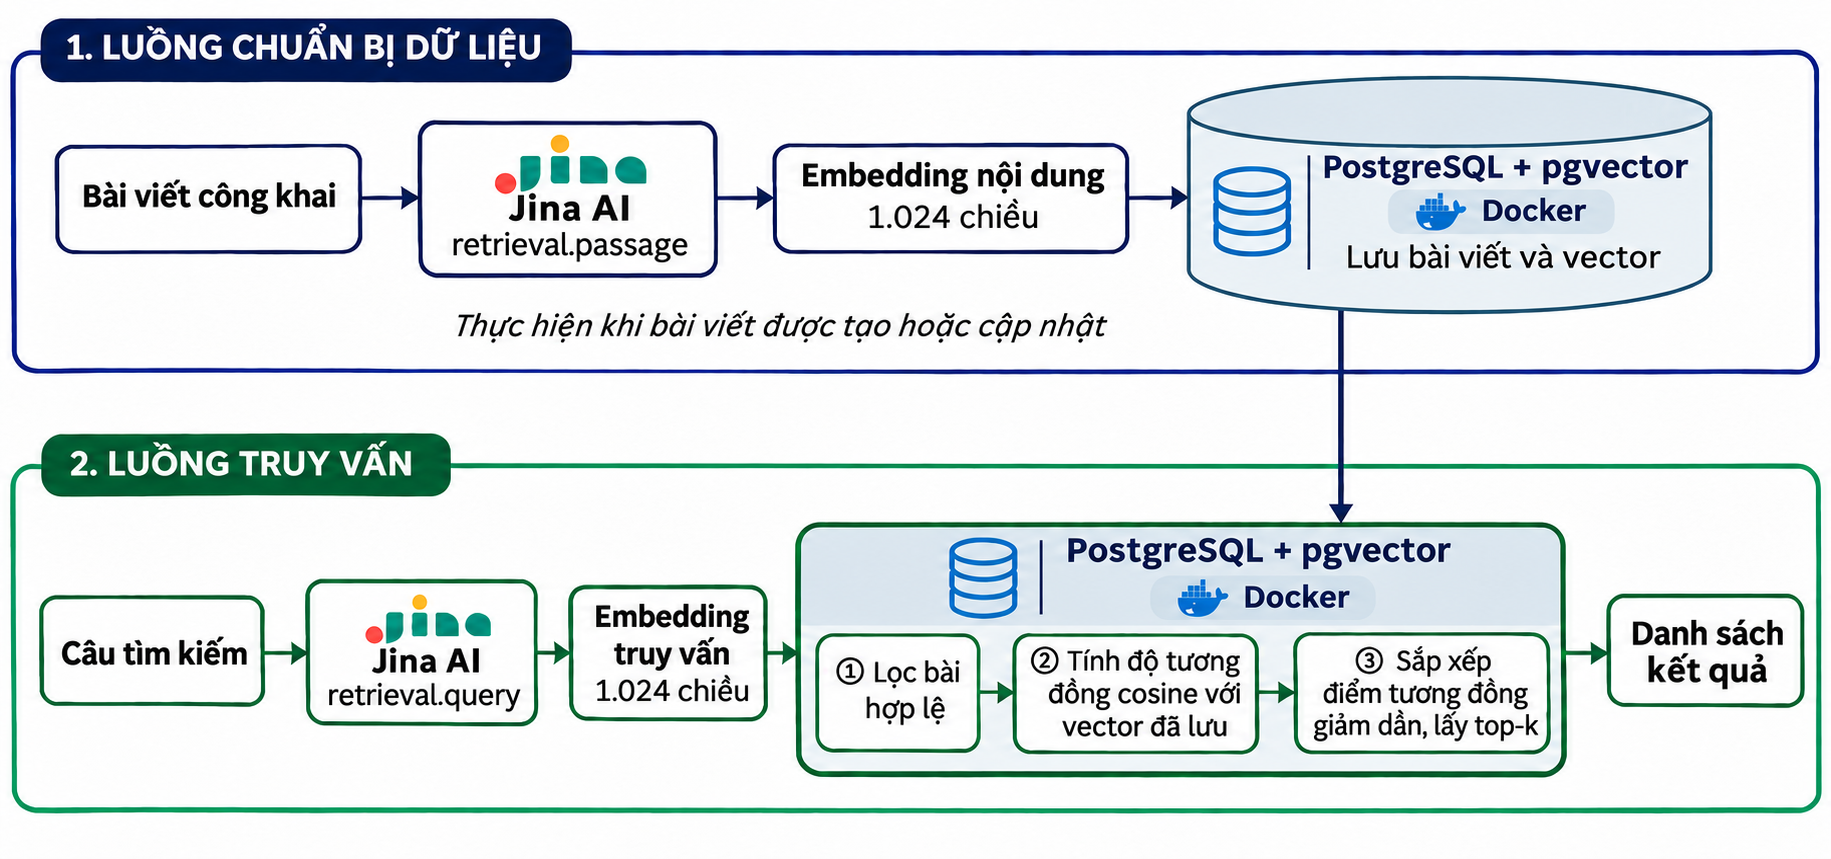 1. LUỒNG CHUẨN BỊ DỮ LIỆU
Bài viết công khai
Jina
Jina AI
retrieval.passage
Embedding nội dung
1.024 chiều
PostgreSQL + pgvector
Docker
Lưu bài viết và vector
Thực hiện khi bài viết được tạo hoặc cập nhật
2. LUỒNG TRUY VẤN
Câu tìm kiếm
Jina
Jina AI
retrieval.query
Embedding
truy vấn
1.024 chiều
PostgreSQL + pgvector
Docker
① Lọc bài
hợp lệ
② Tính độ tương
đồng cosine với
vector đã lưu
③ Sắp xếp
điểm tương đồng
giảm dần, lấy top-k
Danh sách
kết quả